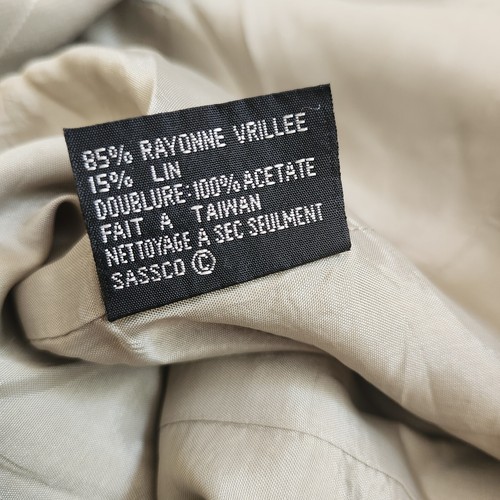 85% RAYONNE VRILLEE
15% LIN
DOUBLURE:100% ACETATE
FAIT A TAIWAN
NETTOYAGE A SEC SEULMENT
SASSCO ©